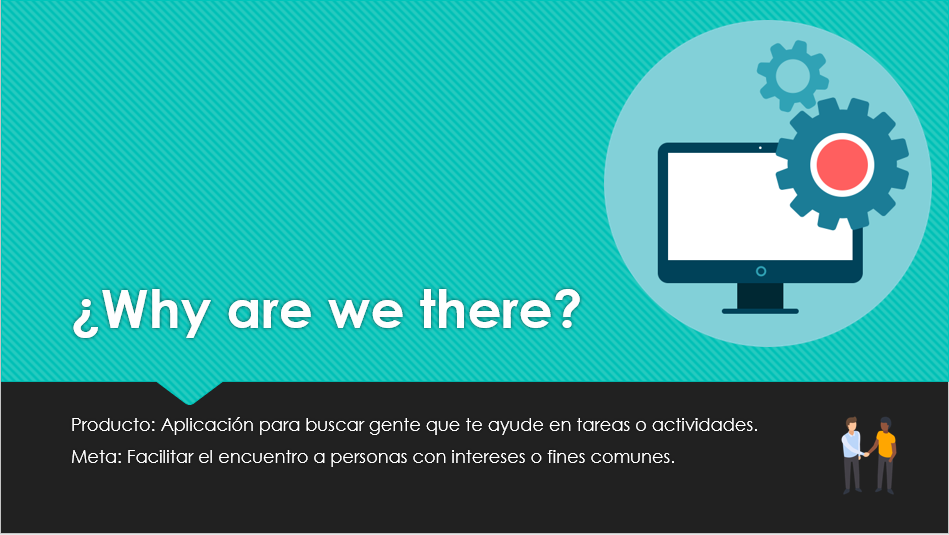 ¿Why are we there?
Producto: Aplicación para buscar gente que te ayude en tareas o actividades.
Meta: Facilitar el encuentro a personas con intereses o fines comunes.